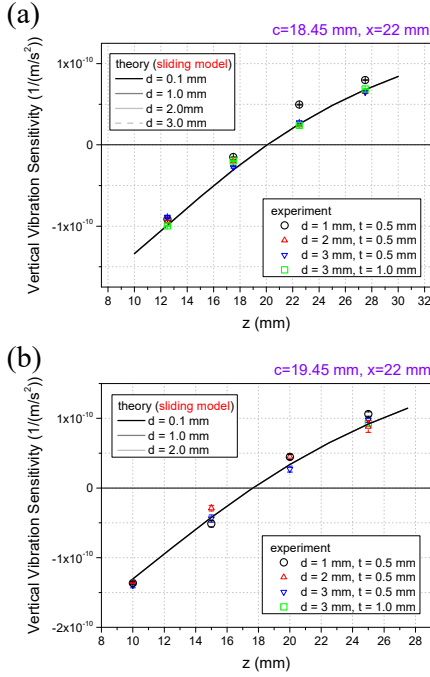 (a)
c=18.45 mm, x=22 mm
theory (sliding model)
d = 0.1 mm
d = 1.0 mm
d = 2.0mm
d = 3.0 mm
Vertical Vibration Sensitivity (1/(m/s²))
1x10⁻¹⁰
0
-1x10⁻¹⁰
experiment
d = 1 mm, t = 0.5 mm
d = 2 mm, t = 0.5 mm
d = 3 mm, t = 0.5 mm
d = 3 mm, t = 1.0 mm
8 10 12 14 16 18 20 22 24 26 28 30 32
z (mm)
(b)
c=19.45 mm, x=22 mm
theory (sliding model)
d = 0.1 mm
d = 1.0 mm
d = 2.0 mm
Vertical Vibration Sensitivity (1/(m/s²))
1x10⁻¹⁰
0
-1x10⁻¹⁰
-2x10⁻¹⁰
experiment
d = 1 mm, t = 0.5 mm
d = 2 mm, t = 0.5 mm
d = 3 mm, t = 0.5 mm
d = 3 mm, t = 1.0 mm
8 10 12 14 16 18 20 22 24 26 28
z (mm)